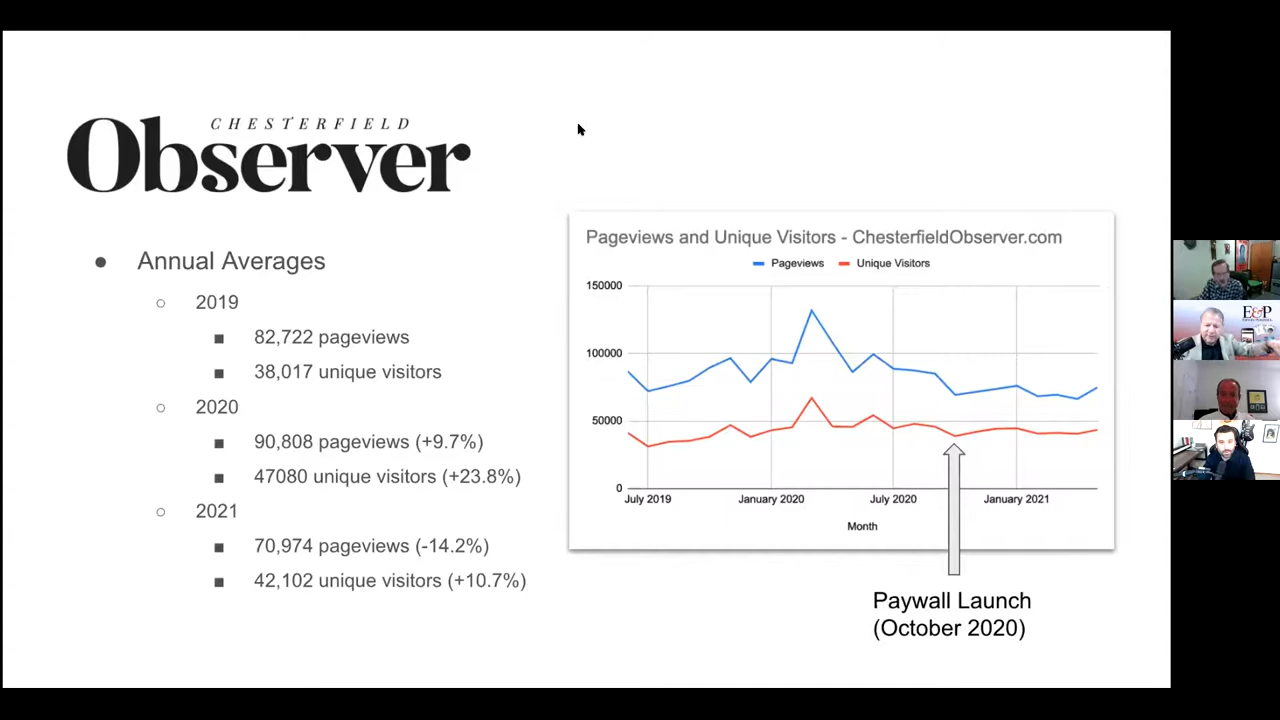 CHESTERFIELD
Observer
● Annual Averages
○ 2019
■ 82,722 pageviews
■ 38,017 unique visitors
○ 2020
■ 90,808 pageviews (+9.7%)
■ 47080 unique visitors (+23.8%)
○ 2021
■ 70,974 pageviews (-14.2%)
■ 42,102 unique visitors (+10.7%)
Pageviews and Unique Visitors - ChesterfieldObserver.com
Pageviews Unique Visitors
150000
100000
50000
0
July 2019 January 2020 July 2020 January 2021
Month
Paywall Launch
(October 2020)
E&P